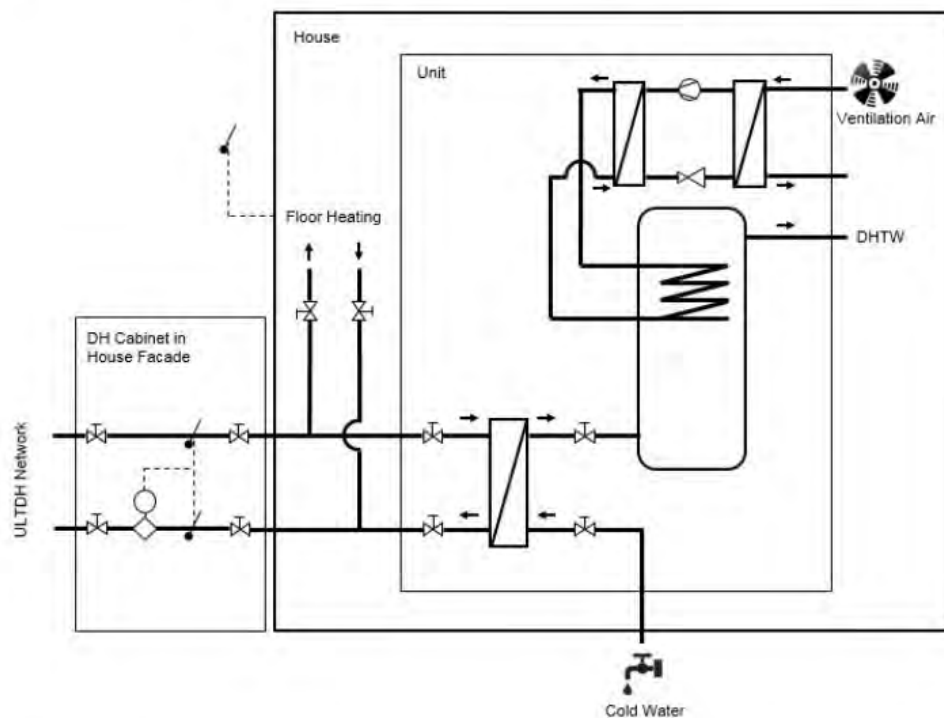 House
Unit
Ventilation Air
Floor Heating
DHTW
DH Cabinet in
House Facade
ULTDH Network
Cold Water